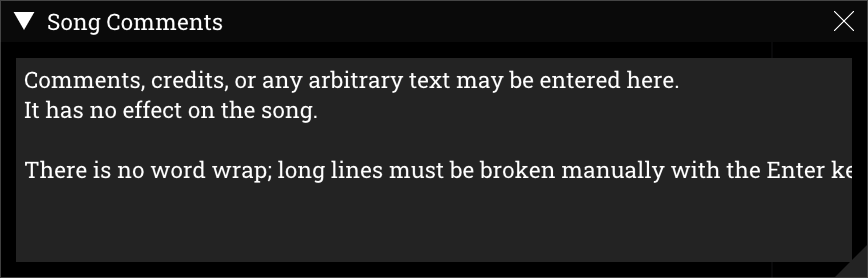 Song Comments
Comments, credits, or any arbitrary text may be entered here.
It has no effect on the song.
There is no word wrap; long lines must be broken manually with the Enter ke